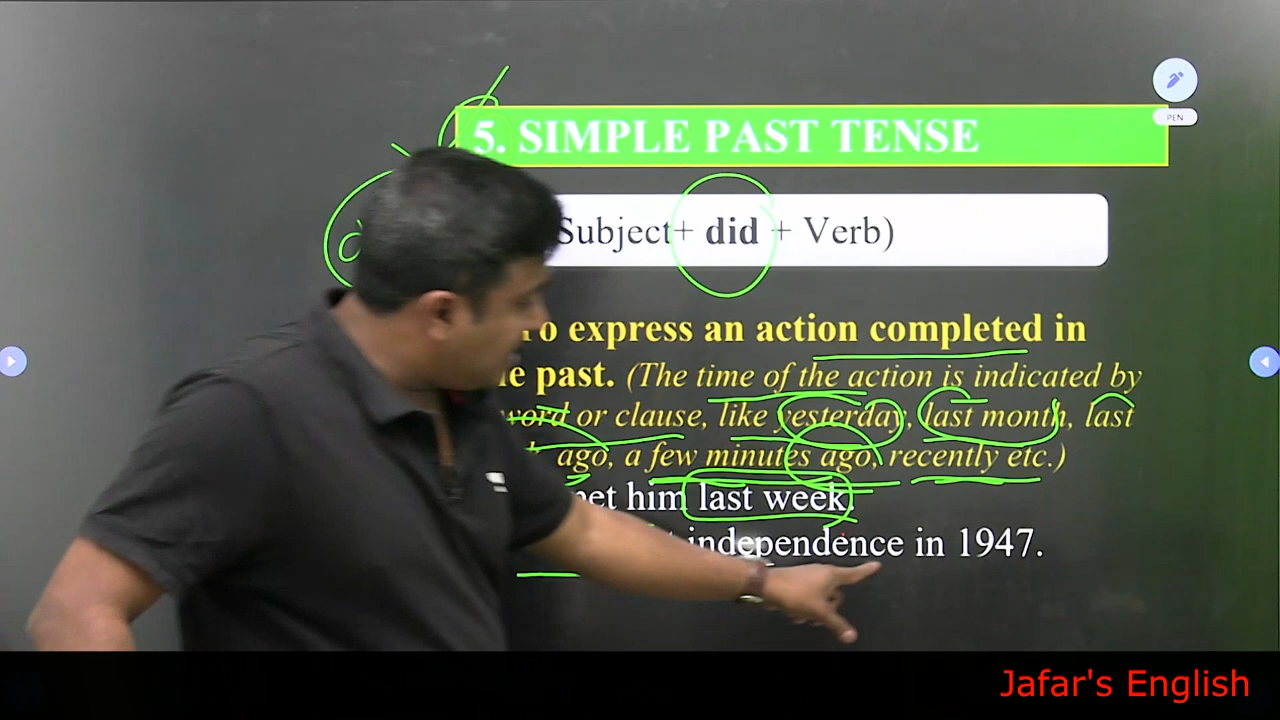 5. SIMPLE PAST TENSE
PEN
Subject+ did + Verb)
express an action completed in
past. (The time of the action is indicated by
word or clause, like yesterday, last month, last
ago, a few minutes ago, recently etc.)
met him last week.
independence in 1947.
Jafar's English